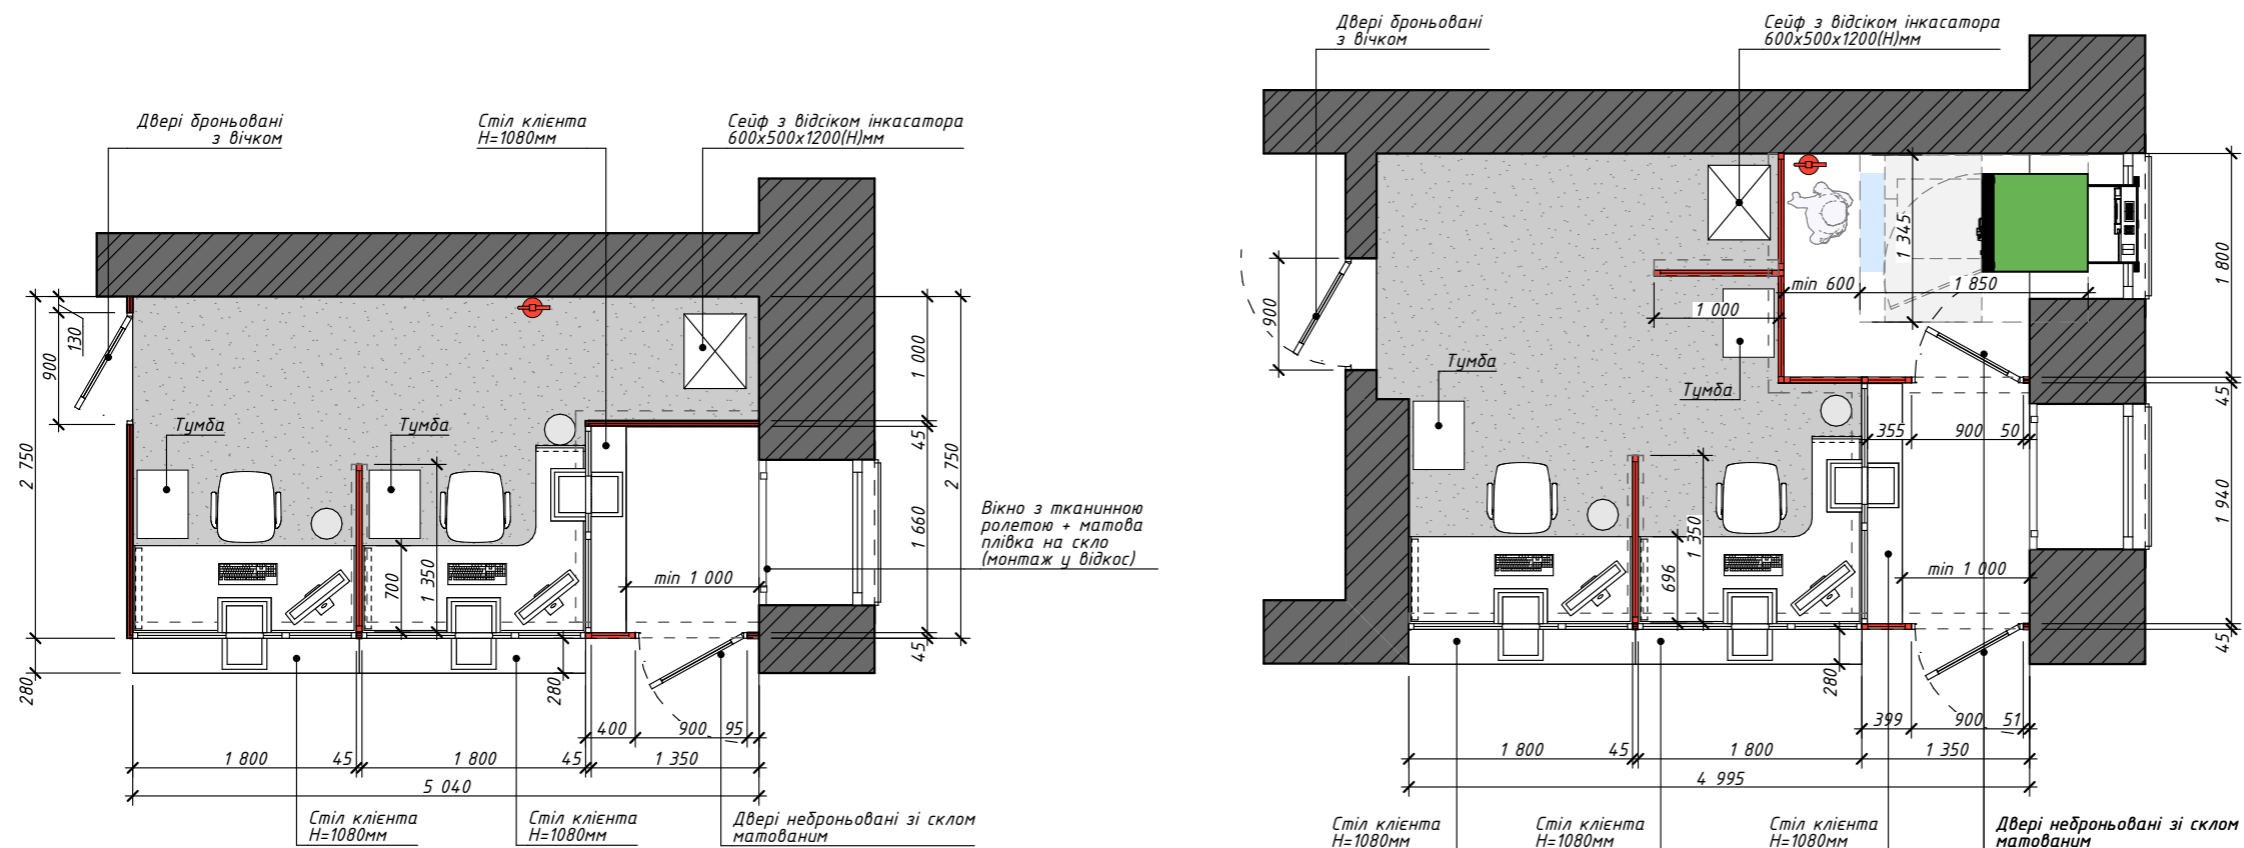 Двері броньовані
з вічком
Стіл клієнта
H=1080мм
Сейф з відсіком інкасатора
600х500х1200(Н)мм
130
900
2 750
280
Тумба
Тумба
700
1 350
min 1 000
1 000
45
1 660
45
2 750
Вікно з тканинною
ролетою + матова
плівка на скло
(монтаж у відкос)
280
400
900
95
1 800
45
1 800
45
1 350
5 040
Стіл клієнта
H=1080мм
Стіл клієнта
H=1080мм
Двері неброньовані зі склом
матованим
Двері броньовані
з вічком
Сейф з відсіком інкасатора
600х500х1200(Н)мм
900
1 345
min 600
1 850
1 000
1 800
Тумба
Тумба
45
355
900
50
1 350
696
min 1 000
1 940
45
280
399
900
51
1 800
45
1 800
1 350
4 995
Стіл клієнта
H=1080мм
Стіл клієнта
H=1080мм
Стіл клієнта
H=1080мм
Двері неброньовані зі склом
матованим